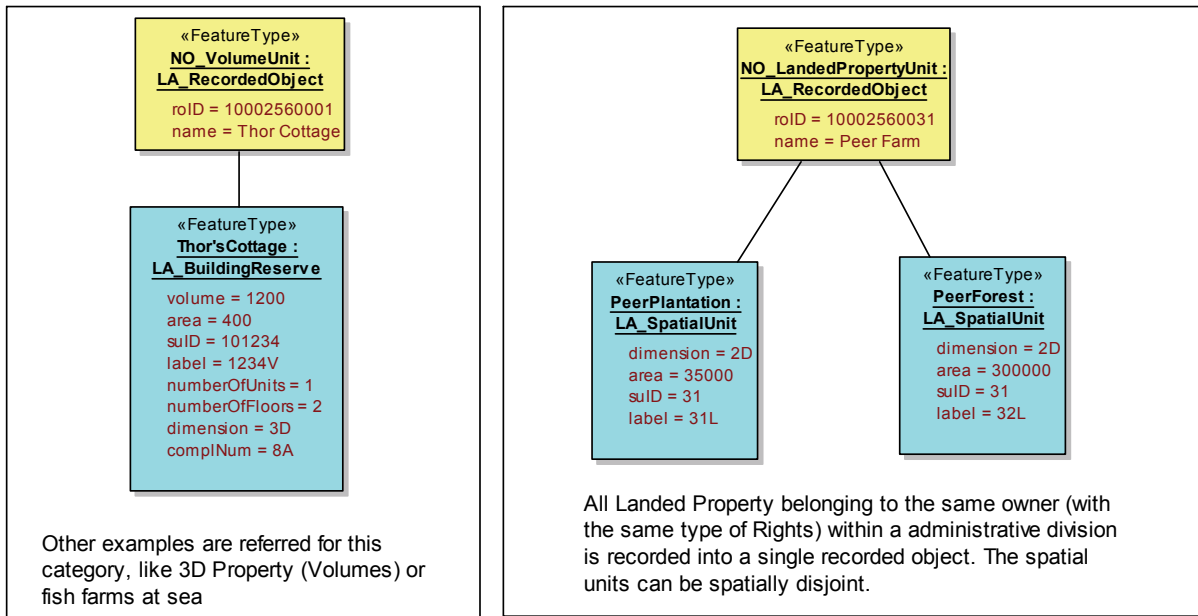 «FeatureType»
NO_VolumeUnit :
LA_RecordedObject
roID = 10002560001
name = Thor Cottage
«FeatureType»
Thor'sCottage :
LA_BuildingReserve
volume = 1200
area = 400
suID = 101234
label = 1234V
numberOfUnits = 1
numberOfFloors = 2
dimension = 3D
complNum = 8A
Other examples are referred for this
category, like 3D Property (Volumes) or
fish farms at sea
«FeatureType»
NO_LandedPropertyUnit :
LA_RecordedObject
roID = 10002560031
name = Peer Farm
«FeatureType»
PeerPlantation :
LA_SpatialUnit
dimension = 2D
area = 35000
suID = 31
label = 31L
«FeatureType»
PeerForest :
LA_SpatialUnit
dimension = 2D
area = 300000
suID = 31
label = 32L
All Landed Property belonging to the same owner (with
the same type of Rights) within a administrative division
is recorded into a single recorded object. The spatial
units can be spatially disjoint.